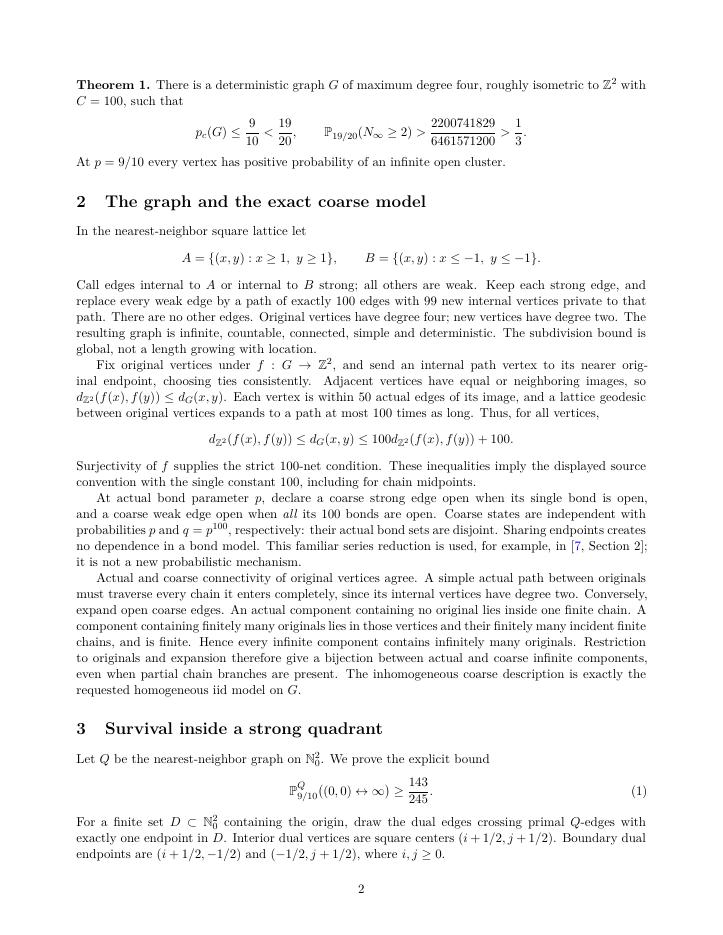 Theorem 1. There is a deterministic graph G of maximum degree four, roughly isometric to ℤ² with
C = 100, such that
p_c(G) ≤ 9/10 < 19/20, ℙ_{19/20}(N_∞ ≥ 2) > 2200741829/6461571200 > 1/3.
At p = 9/10 every vertex has positive probability of an infinite open cluster.
2 The graph and the exact coarse model
In the nearest-neighbor square lattice let
A = {(x, y) : x ≥ 1, y ≥ 1}, B = {(x, y) : x ≤ −1, y ≤ −1}.
Call edges internal to A or internal to B strong; all others are weak. Keep each strong edge, and
replace every weak edge by a path of exactly 100 edges with 99 new internal vertices private to that
path. There are no other edges. Original vertices have degree four; new vertices have degree two. The
resulting graph is infinite, countable, connected, simple and deterministic. The subdivision bound is
global, not a length growing with location.
Fix original vertices under f : G → ℤ², and send an internal path vertex to its nearer orig-
inal endpoint, choosing ties consistently. Adjacent vertices have equal or neighboring images, so
d_{ℤ²}(f(x), f(y)) ≤ d_G(x, y). Each vertex is within 50 actual edges of its image, and a lattice geodesic
between original vertices expands to a path at most 100 times as long. Thus, for all vertices,
d_{ℤ²}(f(x), f(y)) ≤ d_G(x, y) ≤ 100d_{ℤ²}(f(x), f(y)) + 100.
Surjectivity of f supplies the strict 100-net condition. These inequalities imply the displayed source
convention with the single constant 100, including for chain midpoints.
At actual bond parameter p, declare a coarse strong edge open when its single bond is open,
and a coarse weak edge open when all its 100 bonds are open. Coarse states are independent with
probabilities p and q = p¹⁰⁰, respectively: their actual bond sets are disjoint. Sharing endpoints creates
no dependence in a bond model. This familiar series reduction is used, for example, in [7, Section 2];
it is not a new probabilistic mechanism.
Actual and coarse connectivity of original vertices agree. A simple actual path between originals
must traverse every chain it enters completely, since its internal vertices have degree two. Conversely,
expand open coarse edges. An actual component containing no original lies inside one finite chain. A
component containing finitely many originals lies in those vertices and their finitely many incident finite
chains, and is finite. Hence every infinite component contains infinitely many originals. Restriction
to originals and expansion therefore give a bijection between actual and coarse infinite components,
even when partial chain branches are present. The inhomogeneous coarse description is exactly the
requested homogeneous iid model on G.
3 Survival inside a strong quadrant
Let Q be the nearest-neighbor graph on ℕ₀². We prove the explicit bound
ℙ^Q_{9/10}((0, 0) ↔ ∞) ≥ 143/245. (1)
For a finite set D ⊂ ℕ₀² containing the origin, draw the dual edges crossing primal Q-edges with
exactly one endpoint in D. Interior dual vertices are square centers (i + 1/2, j + 1/2). Boundary dual
endpoints are (i + 1/2, −1/2) and (−1/2, j + 1/2), where i, j ≥ 0.
2